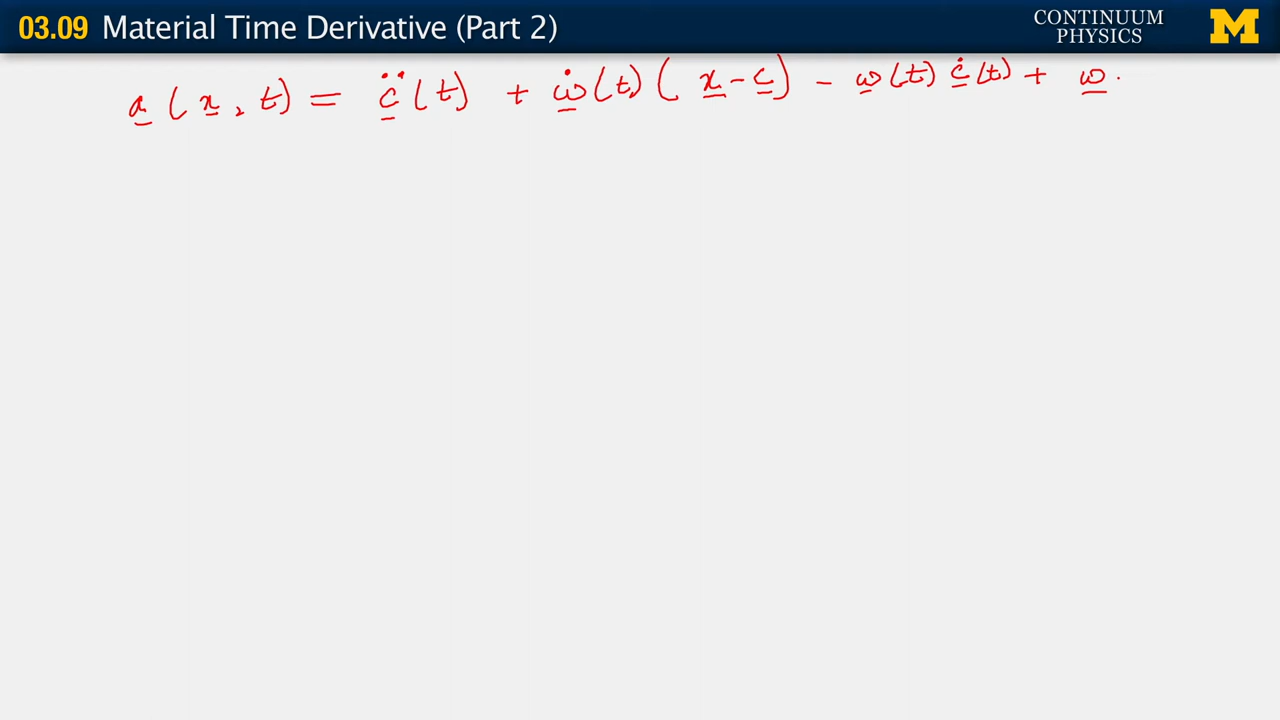 03.09 Material Time Derivative (Part 2)
CONTINUUM
PHYSICS
M
a̲(x̲, t) = c̲̈(t) + ω̲̇(t)(x̲ - c̲) - ω̲(t) ċ̲(t) + ω̲